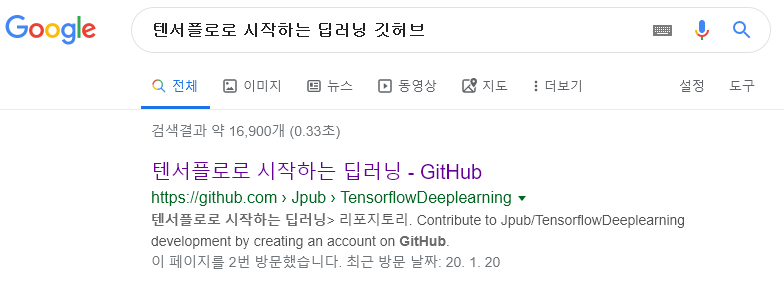 Google 텐서플로로 시작하는 딥러닝 깃허브
전체 이미지 뉴스 동영상 지도 더보기 설정 도구
검색결과 약 16,900개 (0.33초)
텐서플로로 시작하는 딥러닝 - GitHub
https://github.com › Jpub › TensorflowDeeplearning
텐서플로로 시작하는 딥러닝> 리포지토리. Contribute to Jpub/TensorflowDeeplearning
development by creating an account on GitHub.
이 페이지를 2번 방문했습니다. 최근 방문 날짜: 20. 1. 20